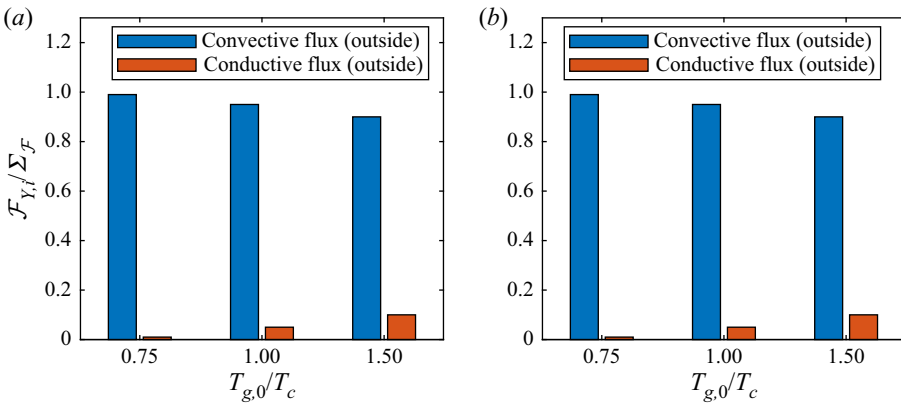 (a)
1.2
1.0
0.8
0.6
0.4
0.2
0
ℱY,i/Σℱ
Convective flux (outside)
Conductive flux (outside)
0.75 1.00 1.50
Tg,0/Tc
(b)
1.2
1.0
0.8
0.6
0.4
0.2
0
Convective flux (outside)
Conductive flux (outside)
0.75 1.00 1.50
Tg,0/Tc